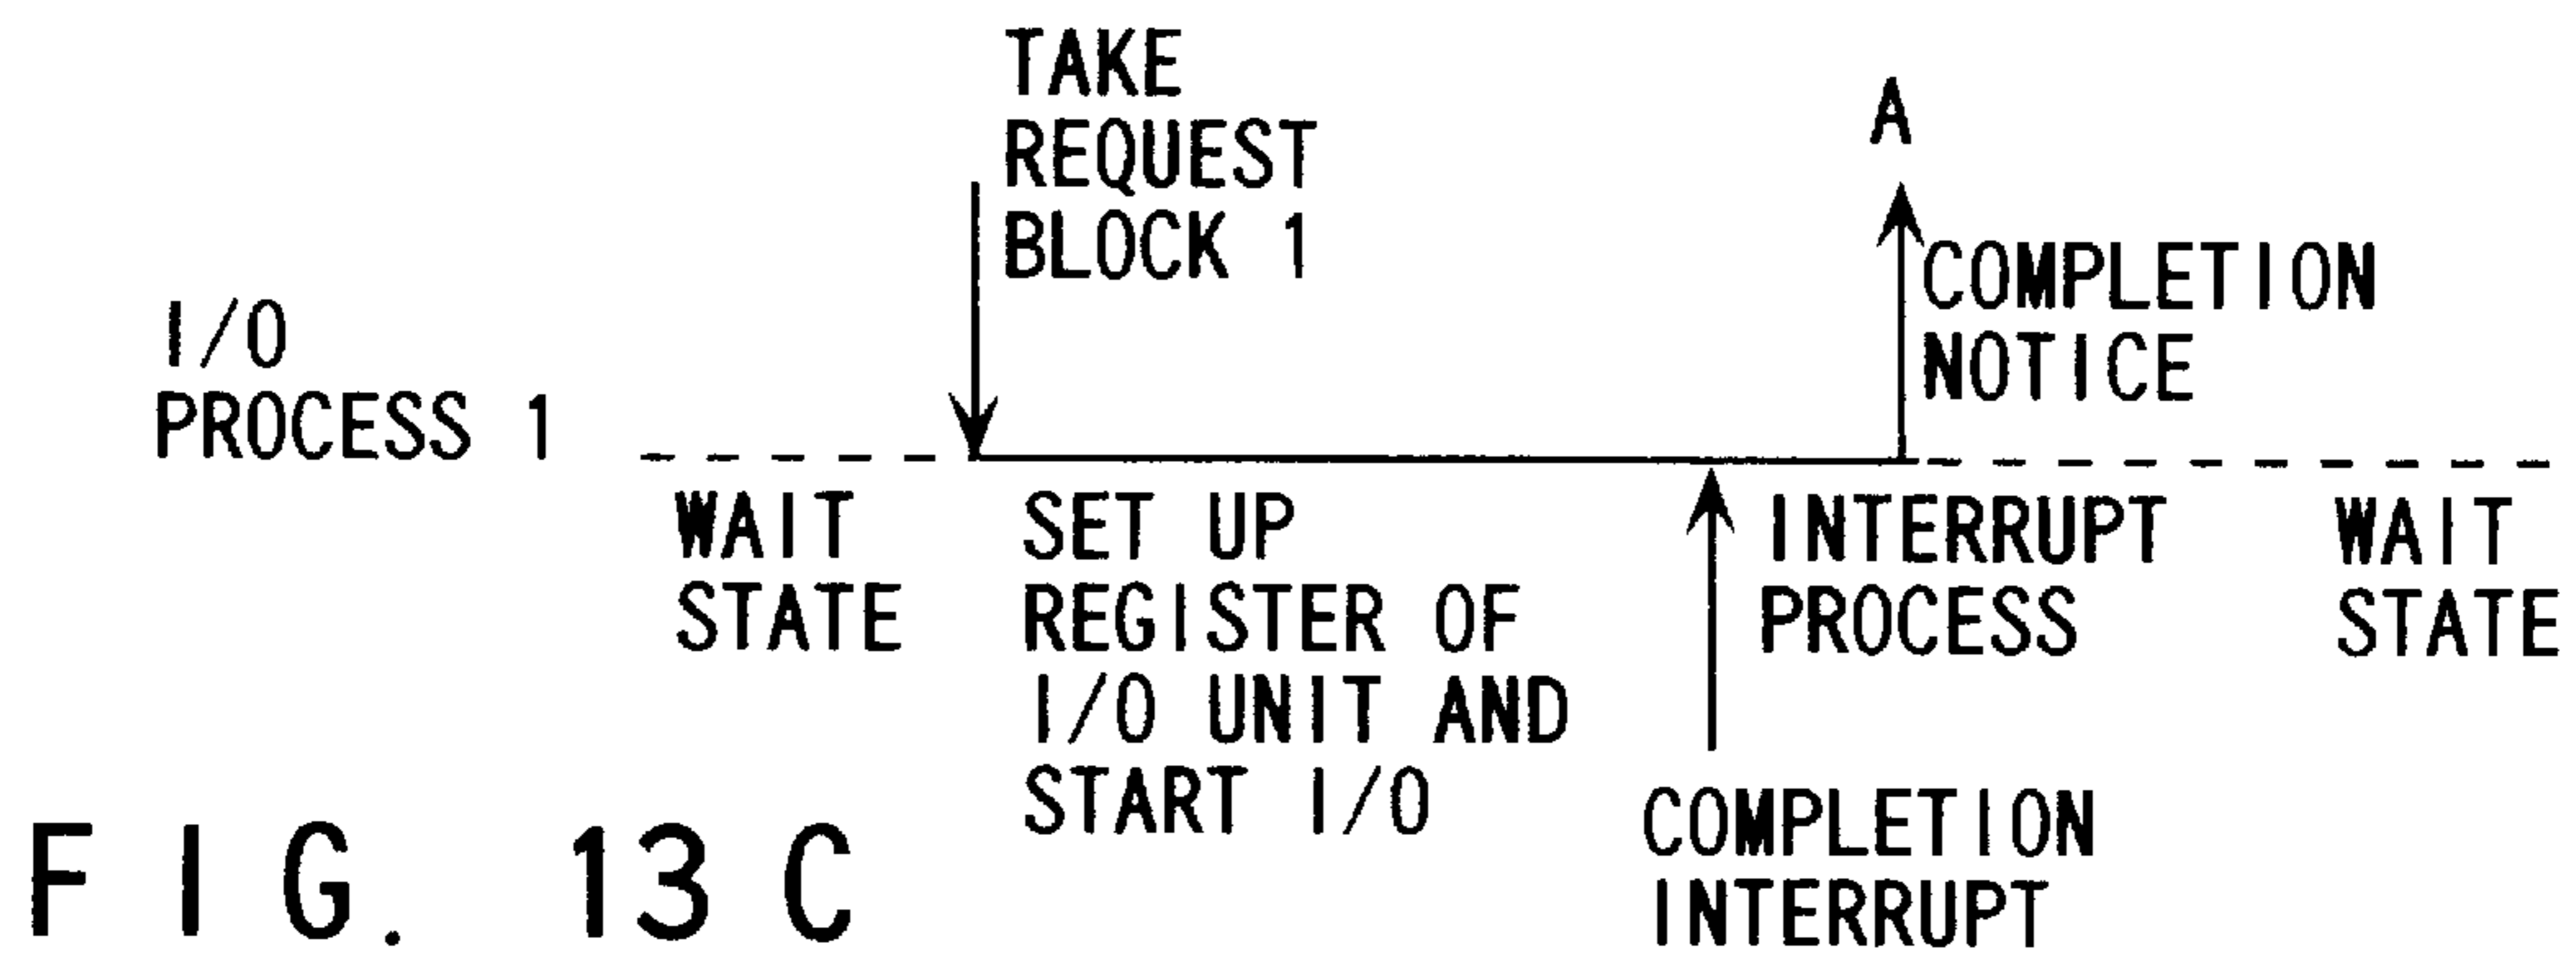 TAKE
REQUEST
BLOCK 1
A
COMPLETION
NOTICE
I/O
PROCESS 1
WAIT
STATE
SET UP
REGISTER OF
I/O UNIT AND
START I/O
INTERRUPT
PROCESS
WAIT
STATE
COMPLETION
INTERRUPT
FIG. 13C